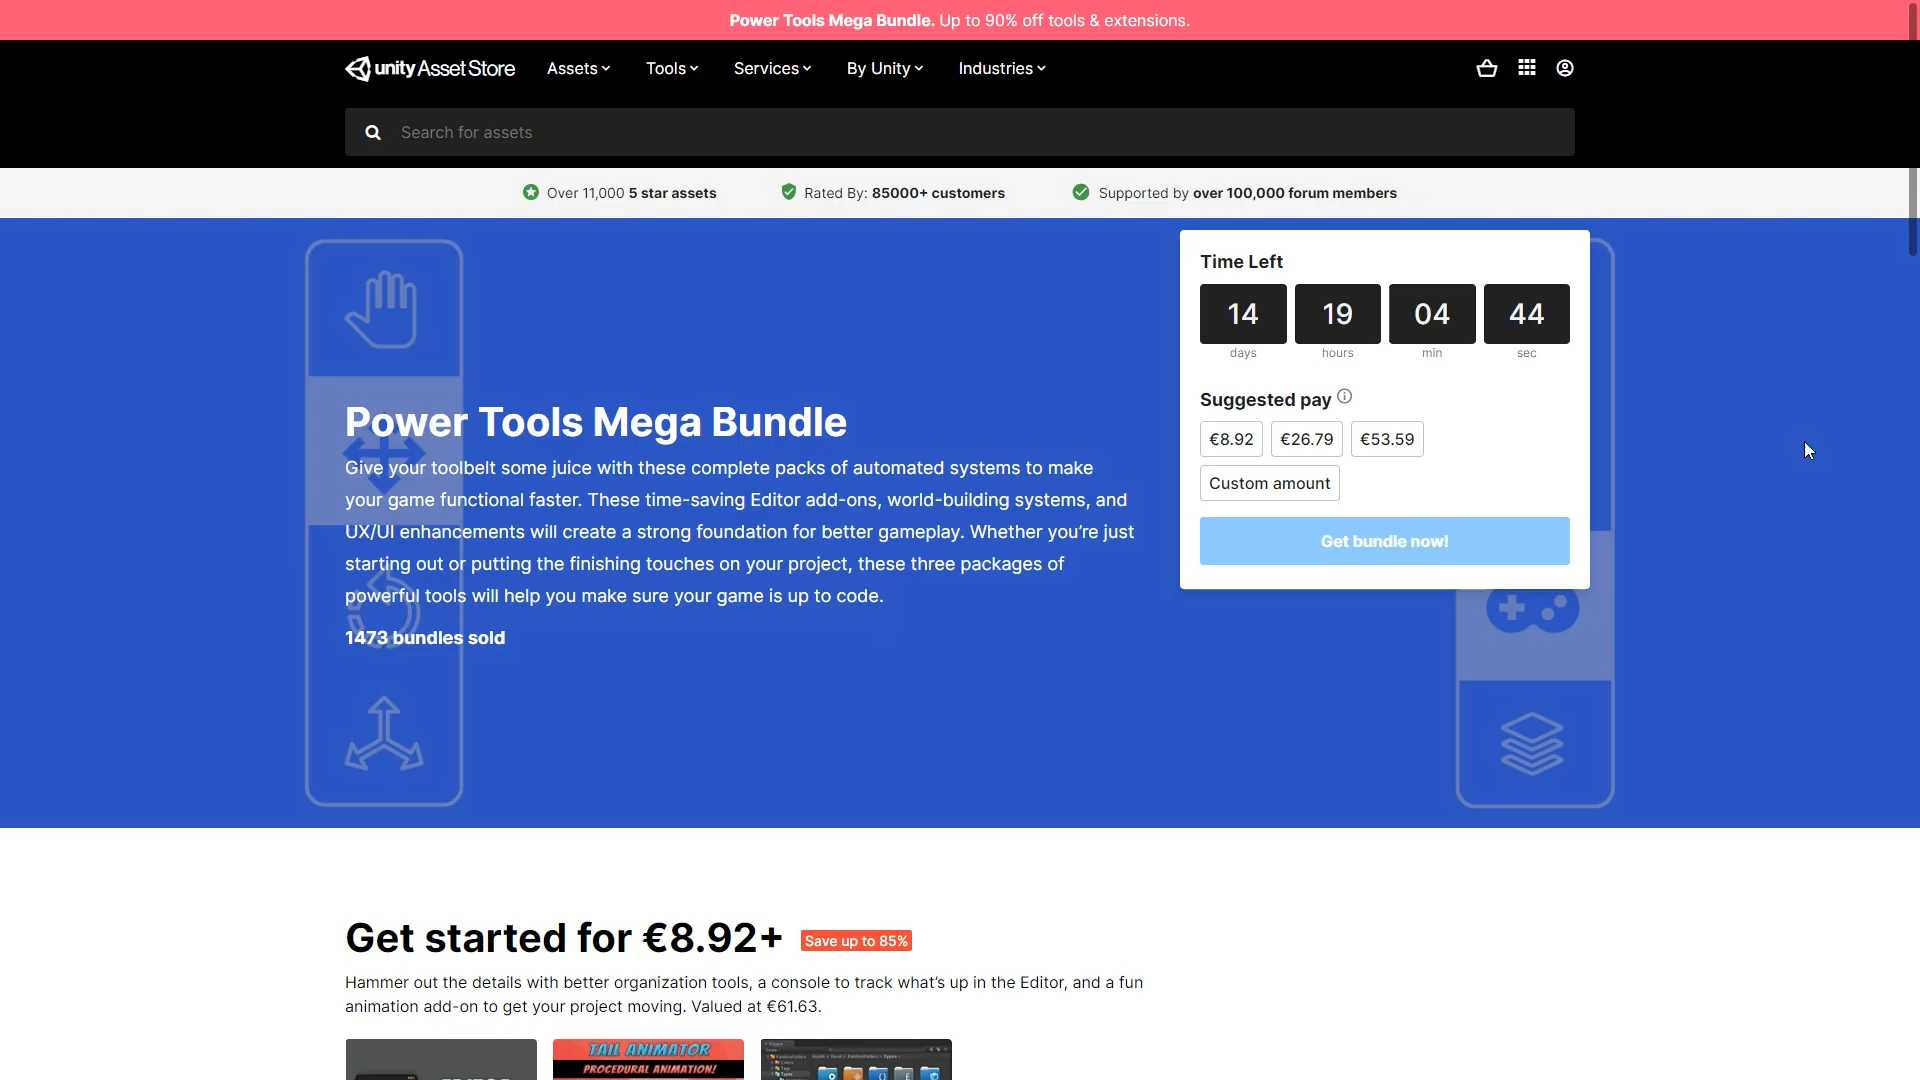 Power Tools Mega Bundle. Up to 90% off tools & extensions.
unity Asset Store Assets Tools Services By Unity Industries
Search for assets
Over 11,000 5 star assets Rated By: 85000+ customers Supported by over 100,000 forum members
Time Left
14 19 04 44
days hours min sec
Suggested pay
€8.92 €26.79 €53.59
Custom amount
Get bundle now!
Power Tools Mega Bundle
Give your toolbelt some juice with these complete packs of automated systems to make
your game functional faster. These time-saving Editor add-ons, world-building systems, and
UX/UI enhancements will create a strong foundation for better gameplay. Whether you’re just
starting out or putting the finishing touches on your project, these three packages of
powerful tools will help you make sure your game is up to code.
1473 bundles sold
Get started for €8.92+ Save up to 85%
Hammer out the details with better organization tools, a console to track what’s up in the Editor, and a fun
animation add-on to get your project moving. Valued at €61.63.
TAIL ANIMATOR
PROCEDURAL ANIMATION!